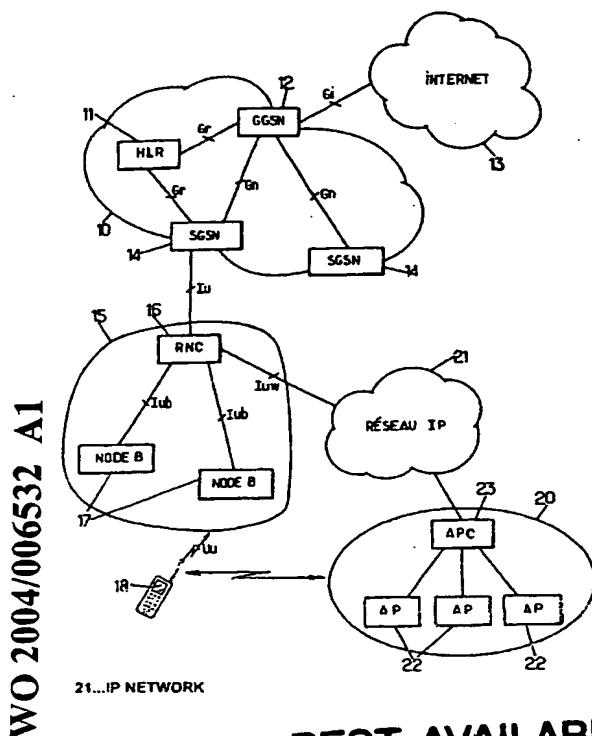 12
GGSN
Gi
INTERNET
13
11
HLR
Gr
Gr
Gn
Gn
10
14
SGSN
SGSN
14
Iu
15
16
RNC
Iuw
21
RÉSEAU IP
Iub
Iub
NODE B
NODE B
17
23
20
APC
AP
AP
AP
22
22
18
Uu
21...IP NETWORK
WO 2004/006532 A1